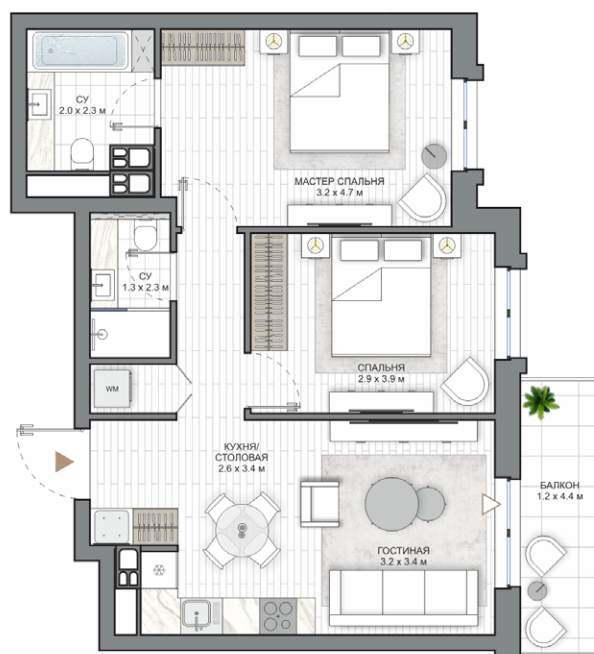 СУ
2.0 x 2.3 м
МАСТЕР СПАЛЬНЯ
3.2 x 4.7 м
СУ
1.3 x 2.3 м
СПАЛЬНЯ
2.9 x 3.9 м
WM
КУХНЯ/
СТОЛОВАЯ
2.6 x 3.4 м
БАЛКОН
1.2 x 4.4 м
ГОСТИНАЯ
3.2 x 3.4 м